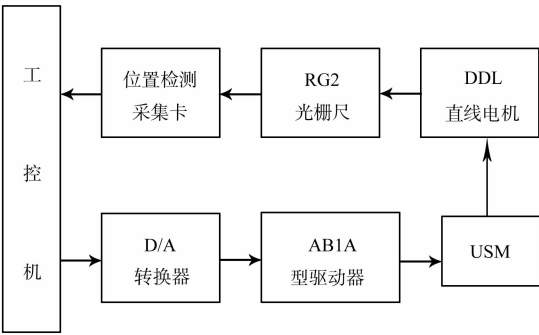 工
控
机
位置检测
采集卡
RG2
光栅尺
DDL
直线电机
D/A
转换器
AB1A
型驱动器
USM